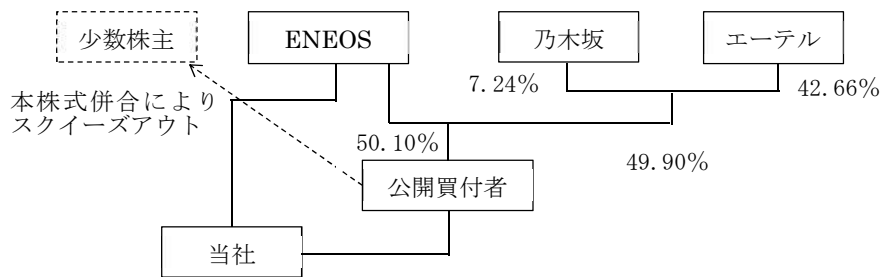 少数株主
ENEOS
乃木坂
エーテル
7.24%
42.66%
本株式併合により
スクイーズアウト
50.10%
49.90%
公開買付者
当社